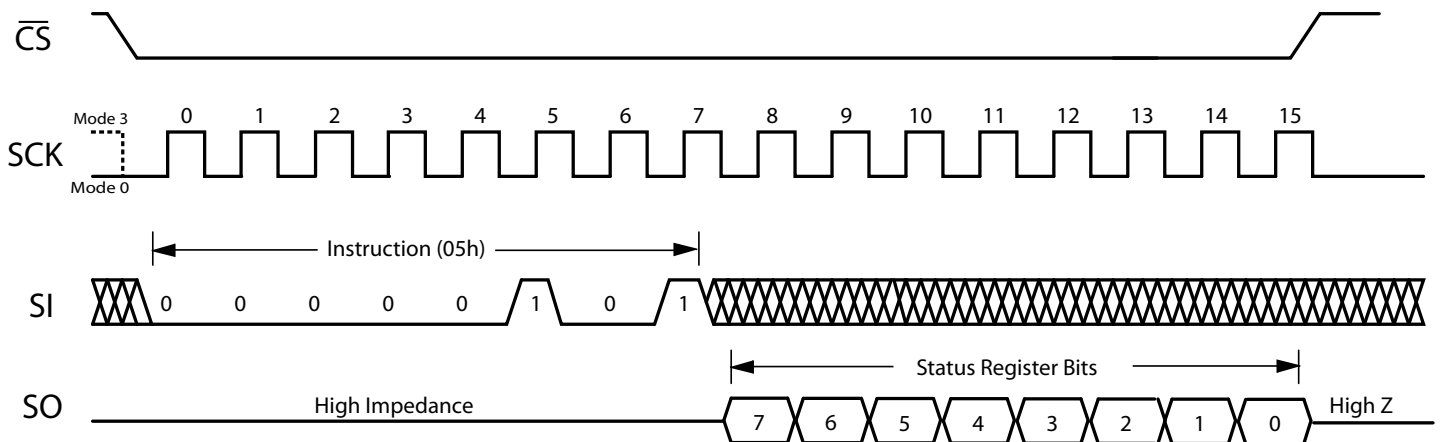 CS
Mode 3
0 1 2 3 4 5 6 7 8 9 10 11 12 13 14 15
SCK
Mode 0
Instruction (05h)
SI 0 0 0 0 0 1 0 1
Status Register Bits
SO High Impedance 7 6 5 4 3 2 1 0 High Z